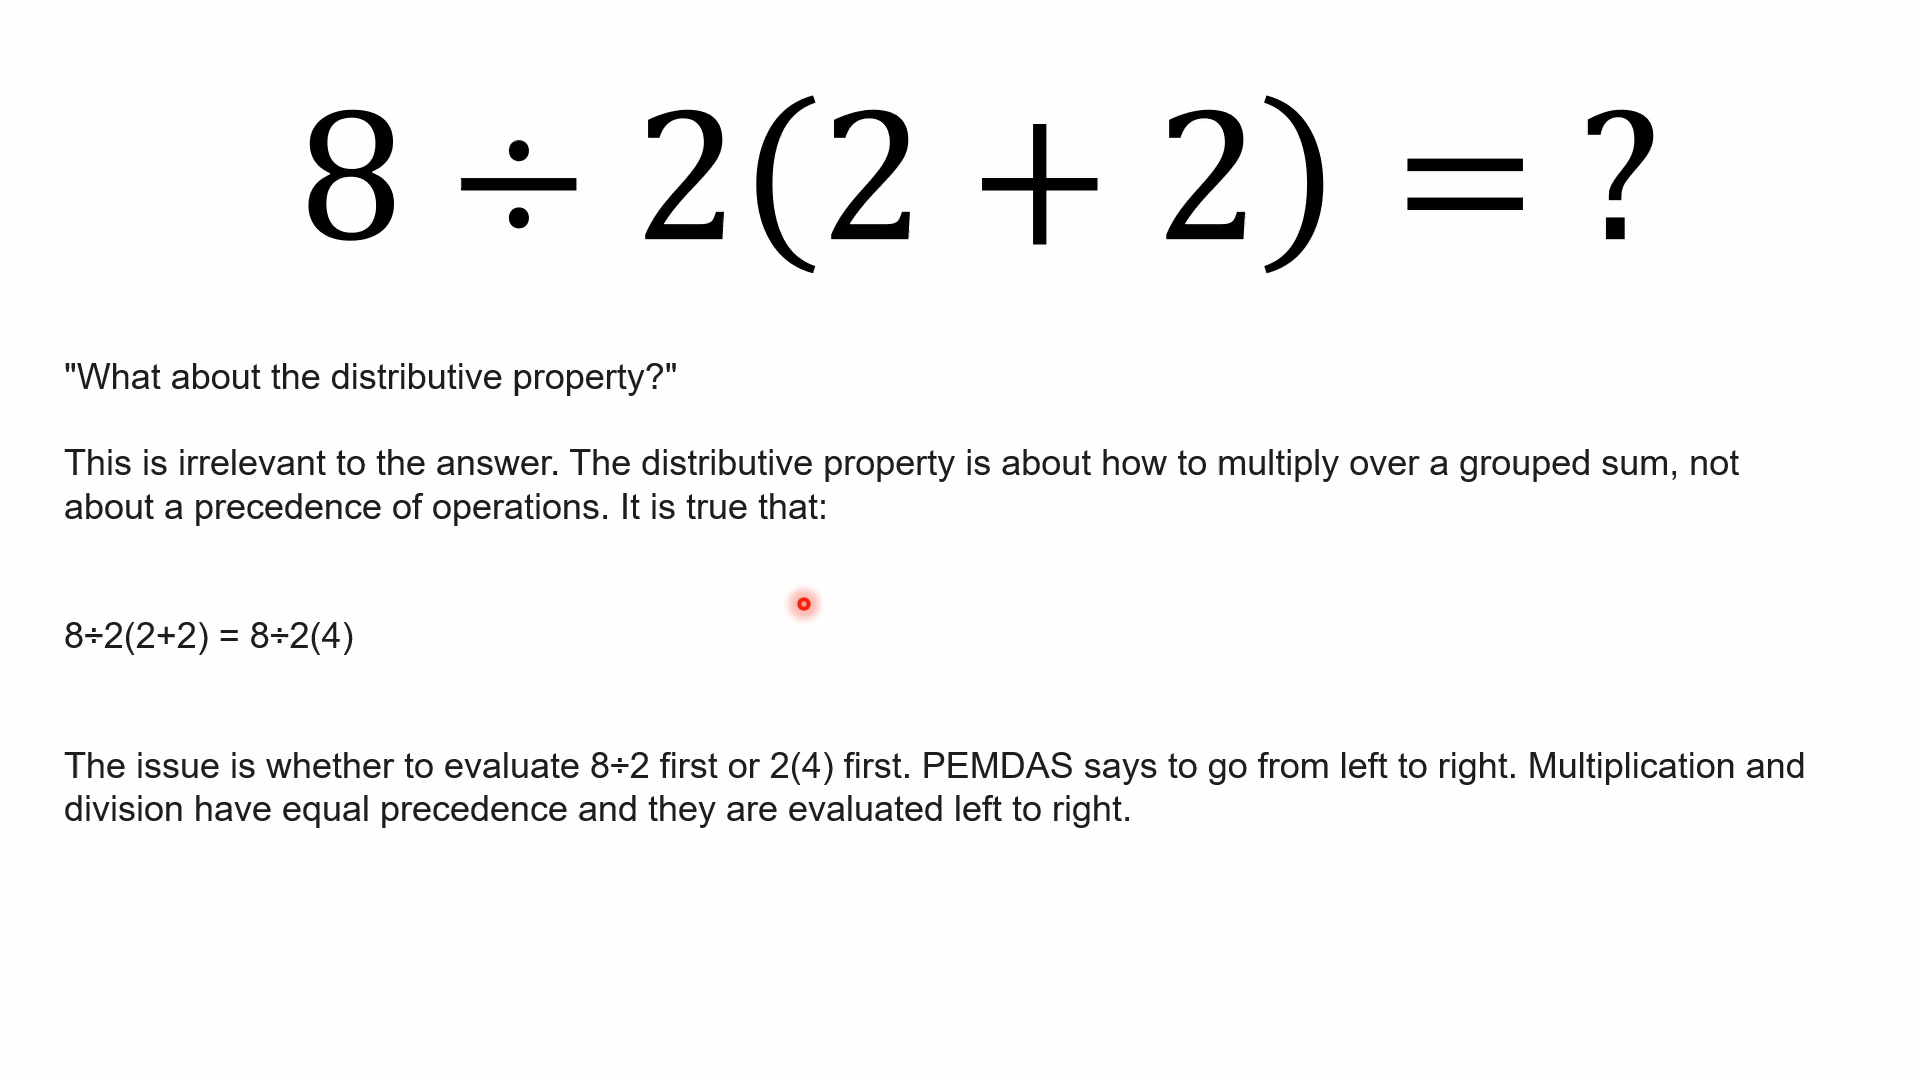 8 ÷ 2(2 + 2) = ?
"What about the distributive property?"
This is irrelevant to the answer. The distributive property is about how to multiply over a grouped sum, not
about a precedence of operations. It is true that:
8÷2(2+2) = 8÷2(4)
The issue is whether to evaluate 8÷2 first or 2(4) first. PEMDAS says to go from left to right. Multiplication and
division have equal precedence and they are evaluated left to right.